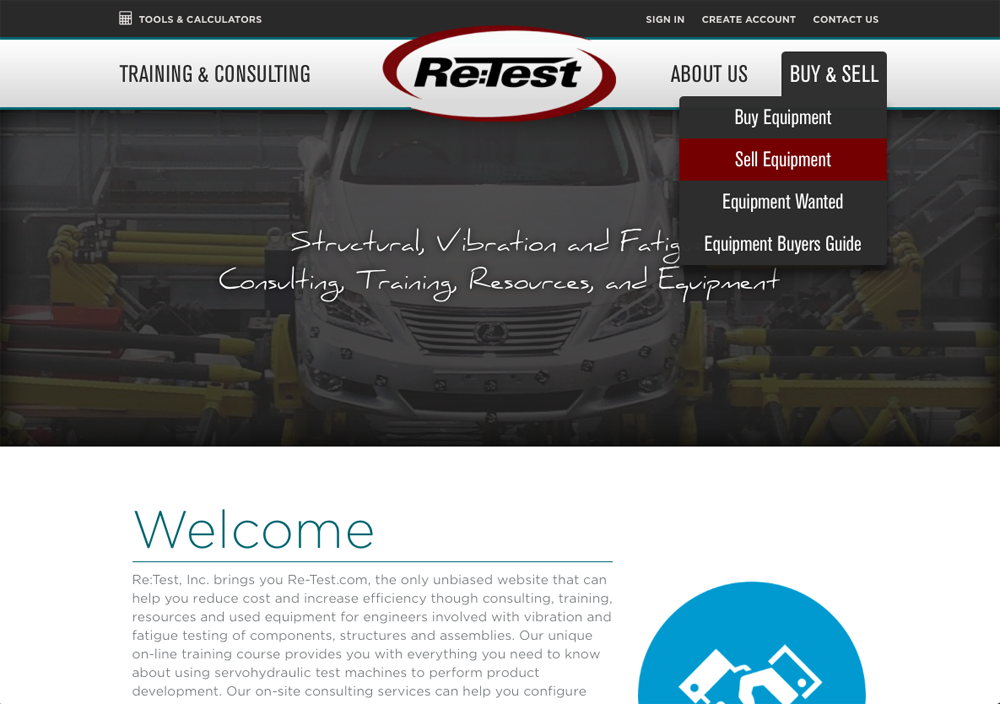 TOOLS & CALCULATORS
SIGN IN CREATE ACCOUNT CONTACT US
TRAINING & CONSULTING
Re:Test
ABOUT US
BUY & SELL
Buy Equipment
Sell Equipment
Equipment Wanted
Equipment Buyers Guide
Structural, Vibration and
Consulting, Training, Resources, and Equipment
Welcome
Re:Test, Inc. brings you Re-Test.com, the only unbiased website that can
help you reduce cost and increase efficiency though consulting, training,
resources and used equipment for engineers involved with vibration and
fatigue testing of components, structures and assemblies. Our unique
on-line training course provides you with everything you need to know
about using servohydraulic test machines to perform product
development. Our on-site consulting services can help you configure